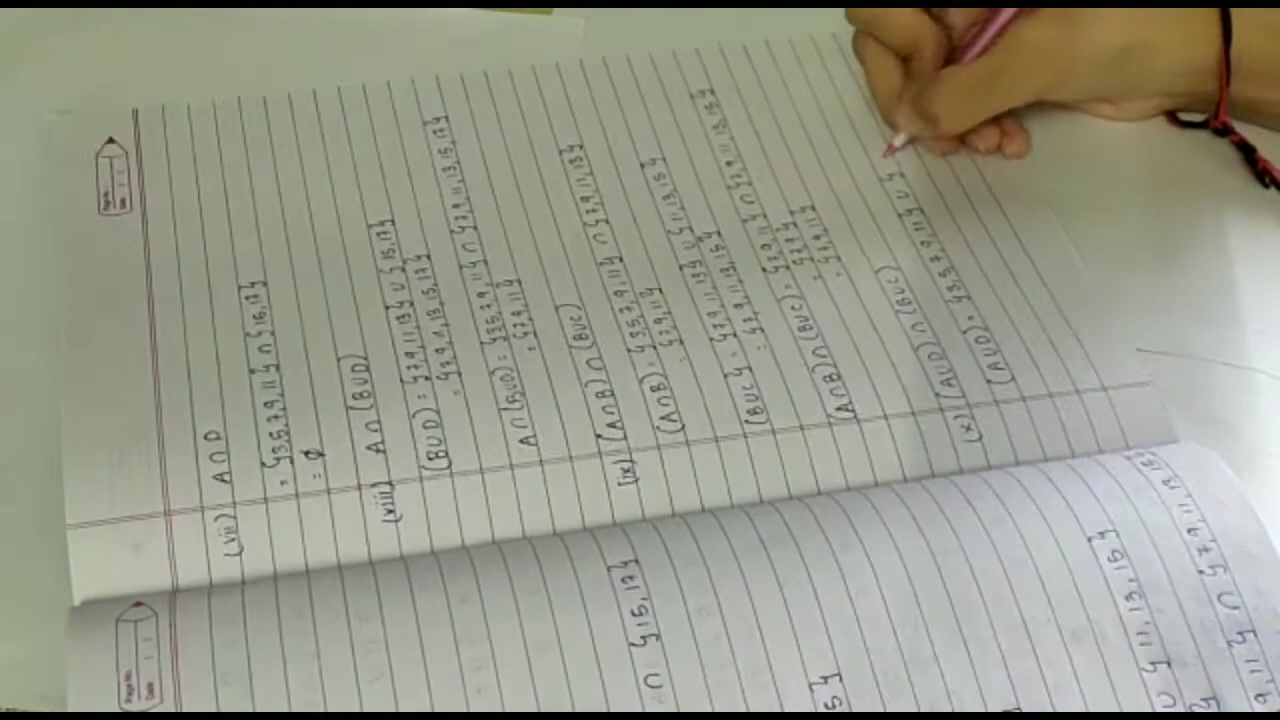 (vii) A ∩ D
= {3,5,7,9,11} ∩ {15,17}
= φ
(viii) A ∩ (B∪D)
(B∪D) = {7,9,11,13} ∪ {15,17}
= {7,9,11,13,15,17}
A ∩ (B∪D) = {3,5,7,9,11} ∩ {7,9,11,13,15,17}
= {7,9,11}
(ix) (A∩B) ∩ (B∪C)
(A∩B) = {3,5,7,9,11} ∩ {7,9,11,13}
= {7,9,11}
(B∪C} = {7,9,11,13} ∪ {11,13,15}
= {7,9,11,13,15}
(A∩B) ∩ (B∪C) = {7,9,11} ∩ {7,9,11,13,15}
= {7,9,11}
(x) (A∪D) ∩ (B∪C)
(A∪D) = {3,5,7,9,11} ∪ {
∩ {15,17}
5}
∪ {11,13,15}
9,11} ∩ {7,9,11,13,15}